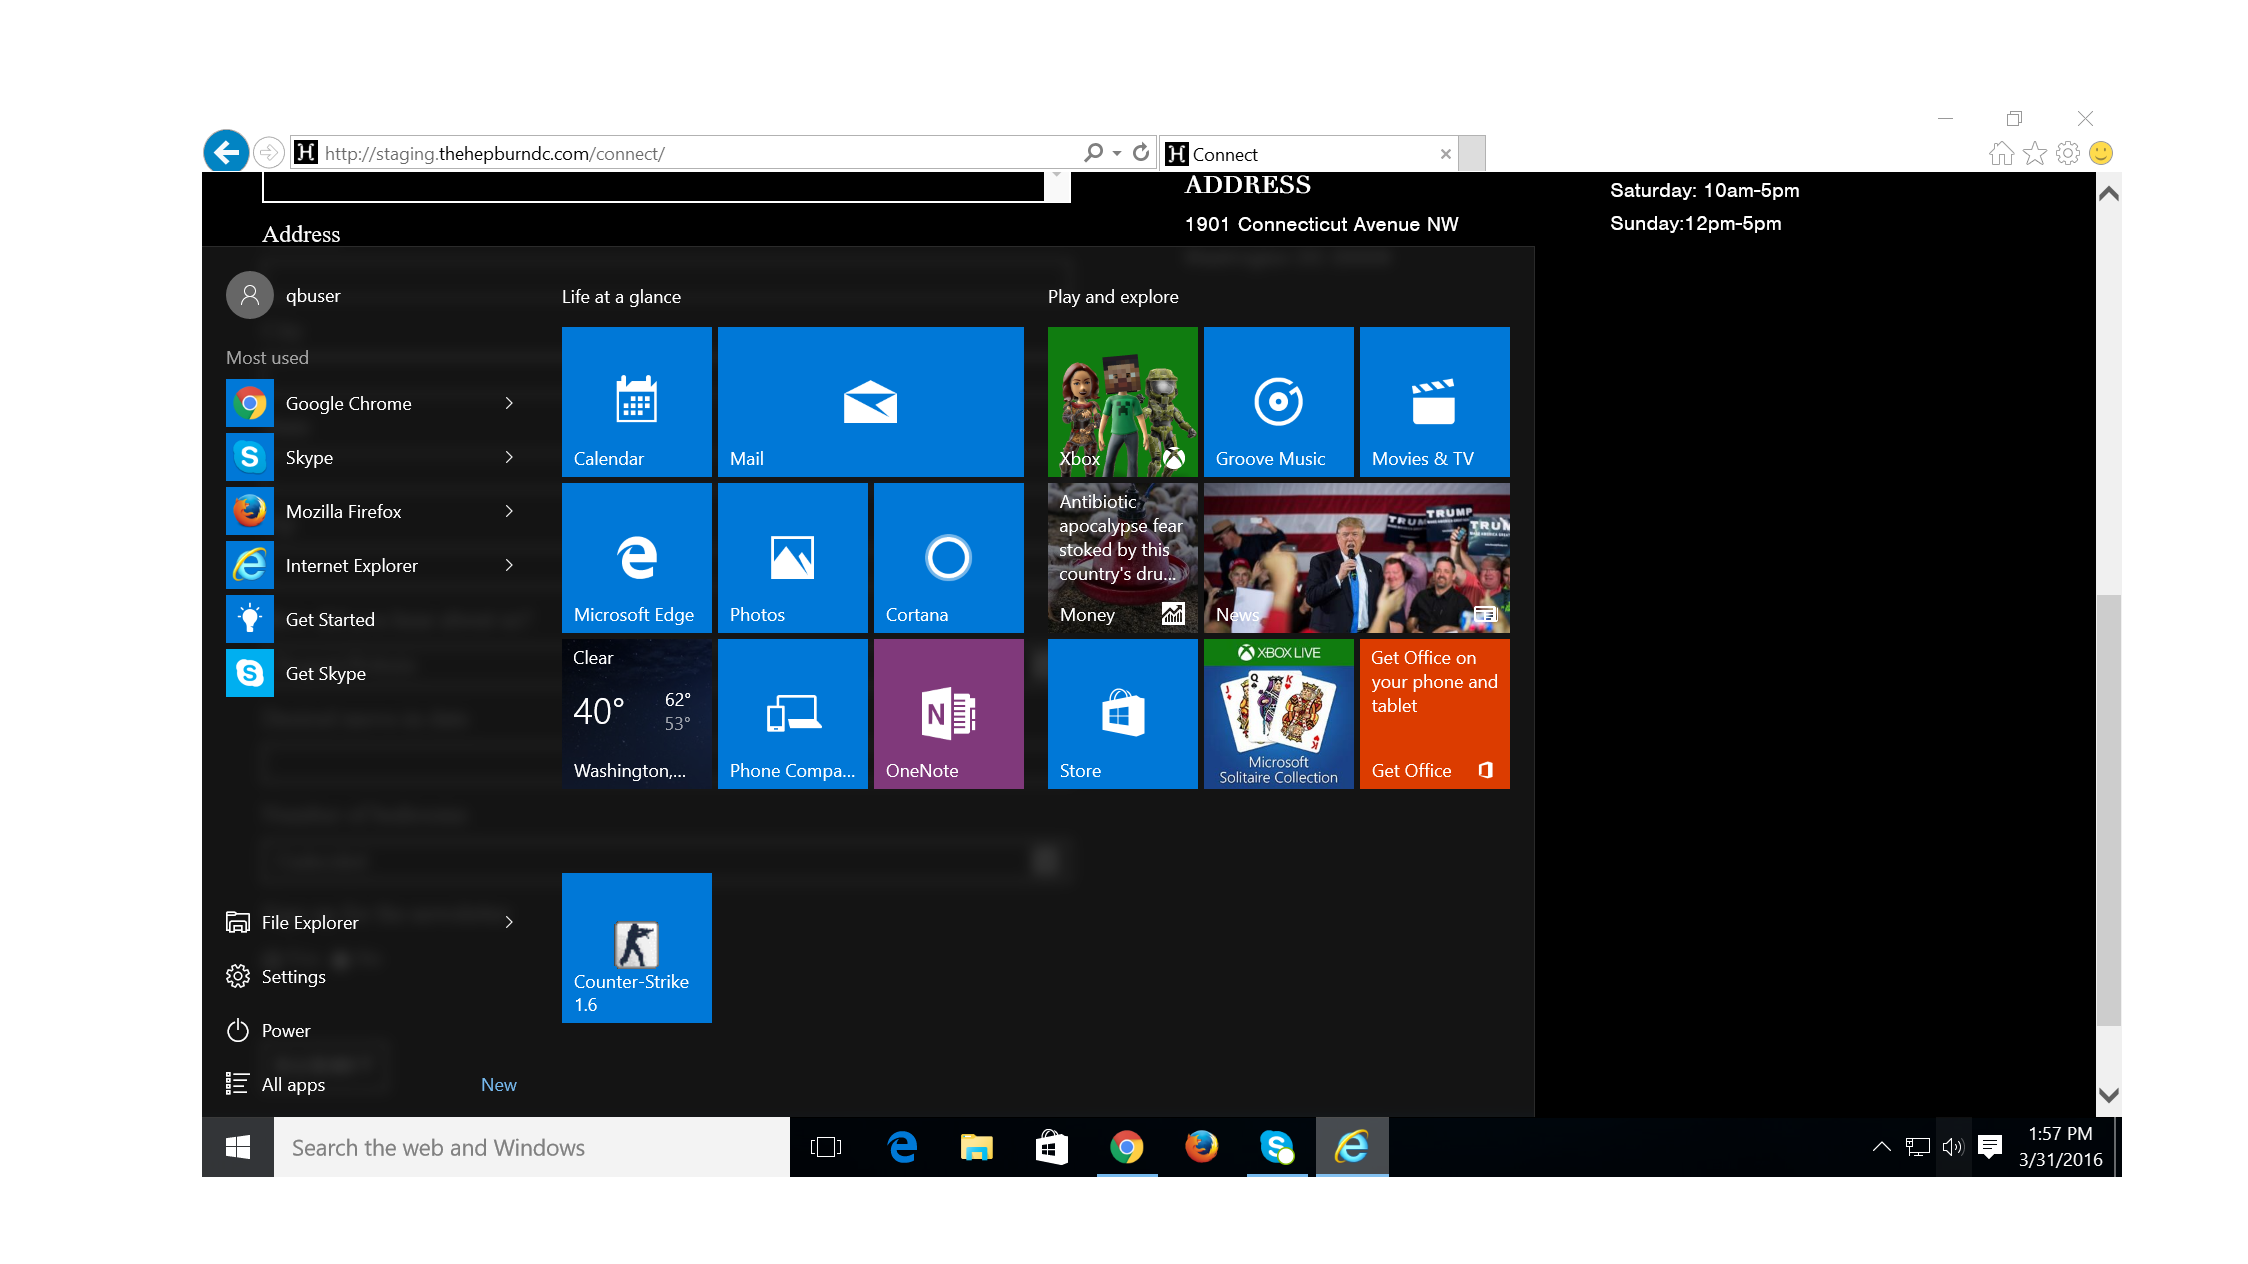 http://staging.thehepburndc.com/connect/
Connect
ADDRESS
1901 Connecticut Avenue NW
Saturday: 10am-5pm
Sunday:12pm-5pm
Address
qbuser
Most used
Google Chrome
Skype
Mozilla Firefox
Internet Explorer
Get Started
Get Skype
File Explorer
Settings
Power
All apps
New
Life at a glance
Calendar
Mail
Microsoft Edge
Photos
Cortana
Clear
40°
62°
53°
Washington,...
Phone Compa...
OneNote
Counter-Strike
1.6
Play and explore
Xbox
Groove Music
Movies & TV
Antibiotic
apocalypse fear
stoked by this
country's dru...
Money
TRUMP
TRUMP
TRUM
News
Store
XBOX LIVE
Microsoft
Solitaire Collection
Get Office on
your phone and
tablet
Get Office
Search the web and Windows
1:57 PM
3/31/2016